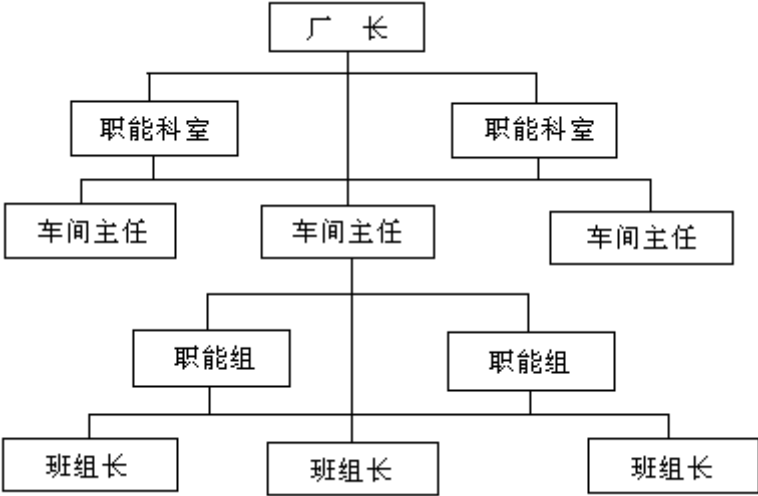 厂 长
职能科室 职能科室
车间主任 车间主任 车间主任
职能组 职能组
班组长 班组长 班组长